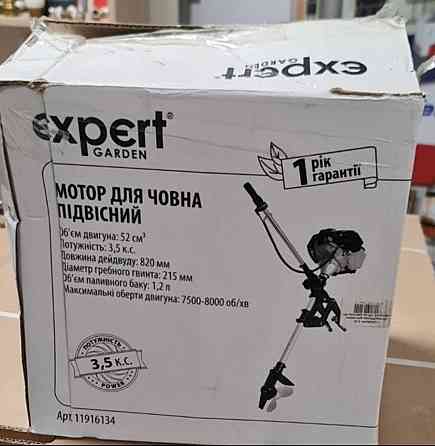 expert
GARDEN
expert®
GARDEN
1 рік
гарантії
МОТОР ДЛЯ ЧОВНА
ПІДВІСНИЙ
Об'єм двигуна: 52 см³
Потужність: 3,5 к.с.
Довжина дейдвуду: 820 мм
Діаметр гребного гвинта: 215 мм
Об'єм паливного баку: 1,2 л
Максимальні оберти двигуна: 7500-8000 об/хв
ПОТУЖНІСТЬ
3,5 к.с.
POWER
Арт. 11916134